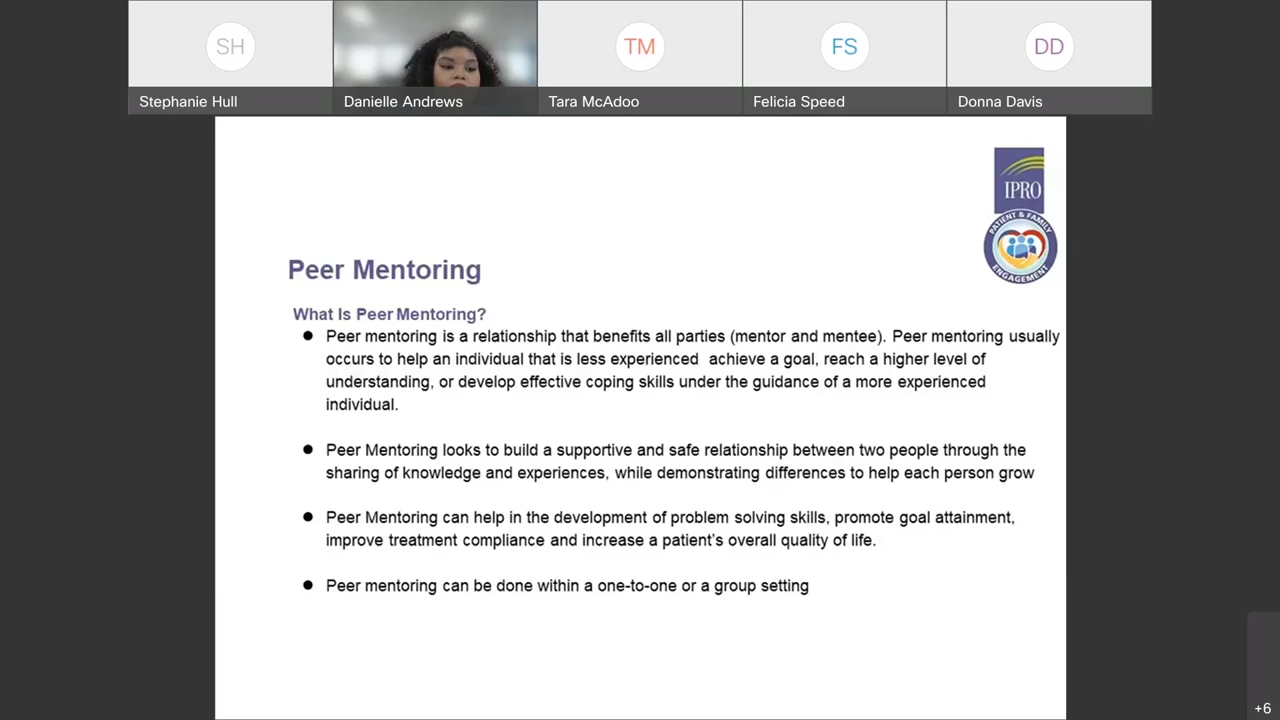 SH
TM
FS
DD
Stephanie Hull
Danielle Andrews
Tara McAdoo
Felicia Speed
Donna Davis
IPRO
PATIENT & FAMILY
ENGAGEMENT
Peer Mentoring
What Is Peer Mentoring?
● Peer mentoring is a relationship that benefits all parties (mentor and mentee). Peer mentoring usually
occurs to help an individual that is less experienced achieve a goal, reach a higher level of
understanding, or develop effective coping skills under the guidance of a more experienced
individual.
● Peer Mentoring looks to build a supportive and safe relationship between two people through the
sharing of knowledge and experiences, while demonstrating differences to help each person grow
● Peer Mentoring can help in the development of problem solving skills, promote goal attainment,
improve treatment compliance and increase a patient's overall quality of life.
● Peer mentoring can be done within a one-to-one or a group setting
+6